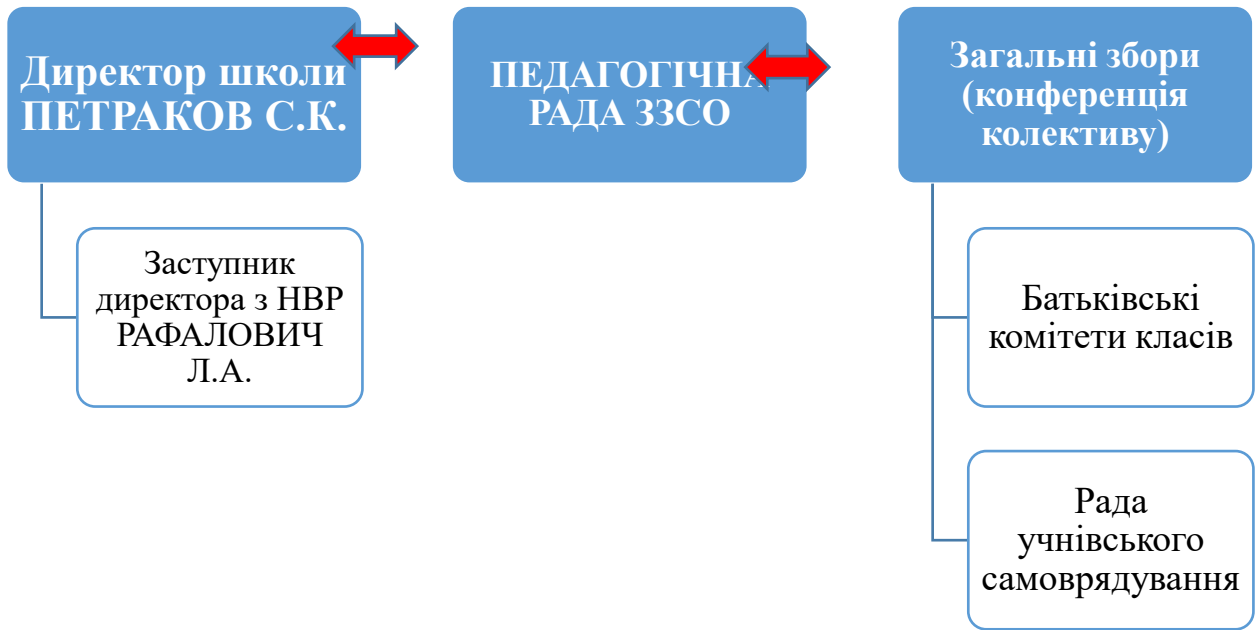 Директор школи
ПЕТРАКОВ С.К.
Заступник
директора з НВР
РАФАЛОВИЧ
Л.А.
ПЕДАГОГІЧНА
РАДА ЗЗСО
Загальні збори
(конференція
колективу)
Батьківські
комітети класів
Рада
учнівського
самоврядування